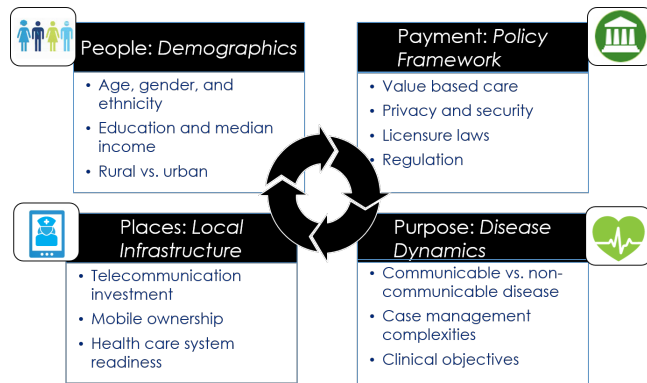 People: Demographics
• Age, gender, and
ethnicity
• Education and median
income
• Rural vs. urban
Payment: Policy
Framework
• Value based care
• Privacy and security
• Licensure laws
• Regulation
Places: Local
Infrastructure
• Telecommunication
investment
• Mobile ownership
• Health care system
readiness
Purpose: Disease
Dynamics
• Communicable vs. non-
communicable disease
• Case management
complexities
• Clinical objectives